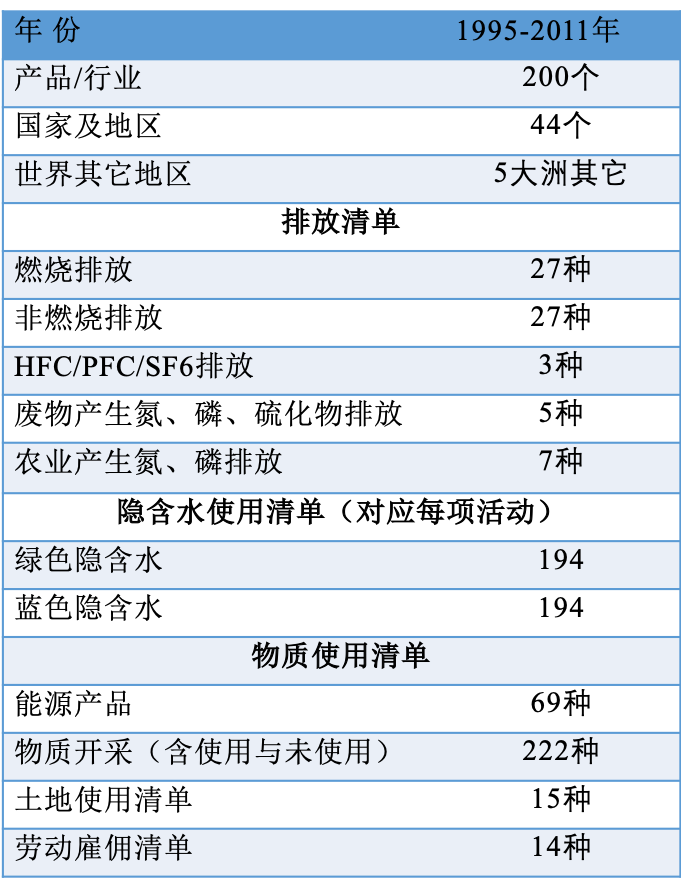 年 份 1995-2011年
产品/行业 200个
国家及地区 44个
世界其它地区 5大洲其它
排放清单
燃烧排放 27种
非燃烧排放 27种
HFC/PFC/SF6排放 3种
废物产生氮、磷、硫化物排放 5种
农业产生氮、磷排放 7种
隐含水使用清单（对应每项活动）
绿色隐含水 194
蓝色隐含水 194
物质使用清单
能源产品 69种
物质开采（含使用与未使用） 222种
土地使用清单 15种
劳动雇佣清单 14种